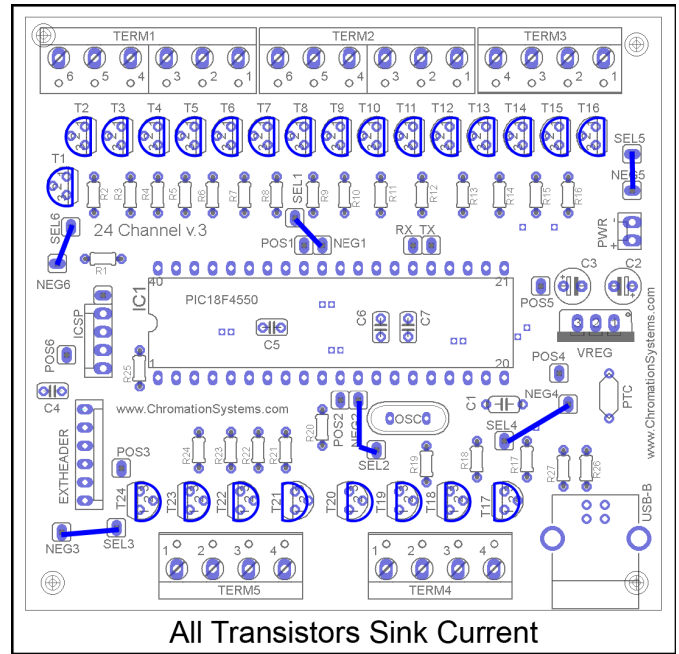 TERM1 TERM2 TERM3
6 5 4 3 2 1 6 5 4 3 2 1 4 3 2 1
T2 T3 T4 T5 T6 T7 T8 T9 T10 T11 T12 T13 T14 T15 T16
SEL5
NEG5
T1
R2 R3 R4 R5 R6 R7 R8 R9 R10 R11 R12 R13 R14 R15 R16
SEL1
SEL6
24 Channel v.3
POS1 NEG1
RX TX
PWR - +
R1
NEG6
40 21
C3 C2
IC1
PIC18F4550
POS5
ICSP
C5
C6 C7
3 2 1
VREG
POS6
R25
20
POS4
C4
www.ChromationSystems.com
POS2
NEG2
OSC
C1
NEG4
PTC
www.ChromationSystems.com
EXTHEADER
POS3
R24 R23 R22 R21 R20
SEL2
R19 R18
SEL4
R17
R27 R26
T24 T23 T22 T21 T20 T19 T18 T17
USB-B
NEG3 SEL3
1 2 3 4 1 2 3 4
TERM5 TERM4
All Transistors Sink Current